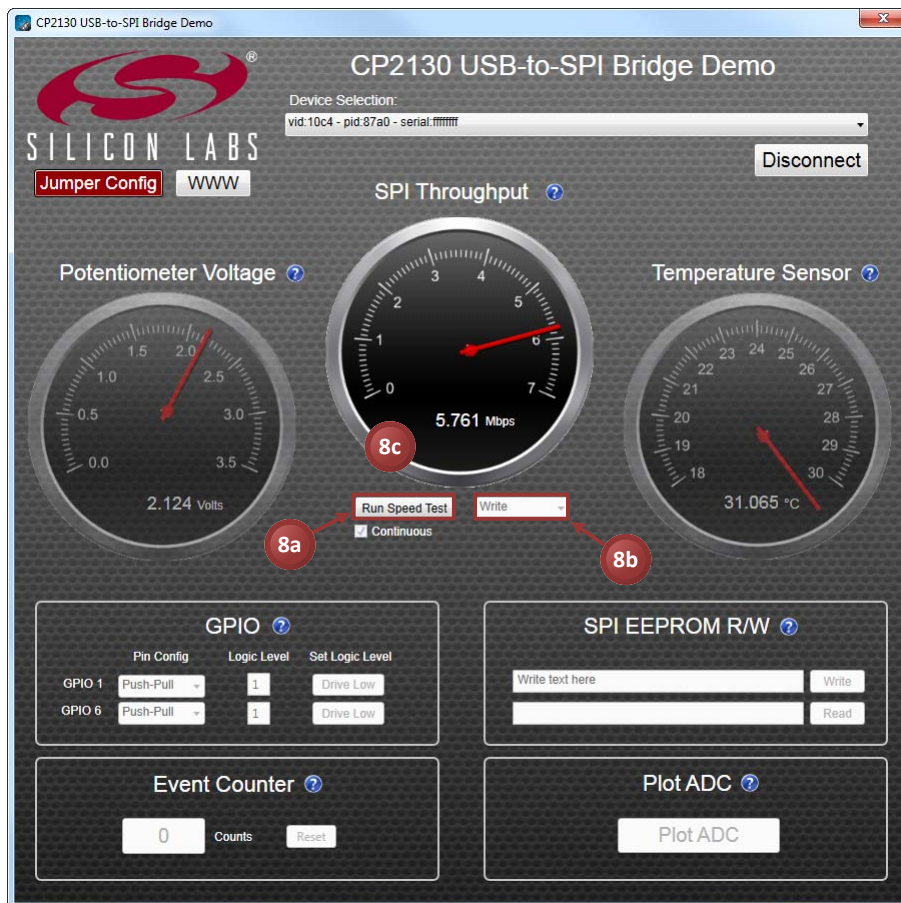 CP2130 USB-to-SPI Bridge Demo
x
®
SILICON LABS
CP2130 USB-to-SPI Bridge Demo
Device Selection:
vid:10c4 - pid:87a0 - serial:ffffffff
Disconnect
Jumper Config WWW
SPI Throughput ?
0 1 2 3 4 5 6 7
5.761 Mbps
Potentiometer Voltage ?
0.0 0.5 1.0 1.5 2.0 2.5 3.0 3.5
2.124 Volts
Temperature Sensor ?
18 19 20 21 22 23 24 25 26 27 28 29 30
31.065 °C
8c
Run Speed Test Write
Continuous
8a
8b
GPIO ?
Pin Config Logic Level Set Logic Level
GPIO 1 Push-Pull 1 Drive Low
GPIO 6 Push-Pull 1 Drive Low
SPI EEPROM R/W ?
Write text here Write
Read
Event Counter ?
0 Counts Reset
Plot ADC ?
Plot ADC